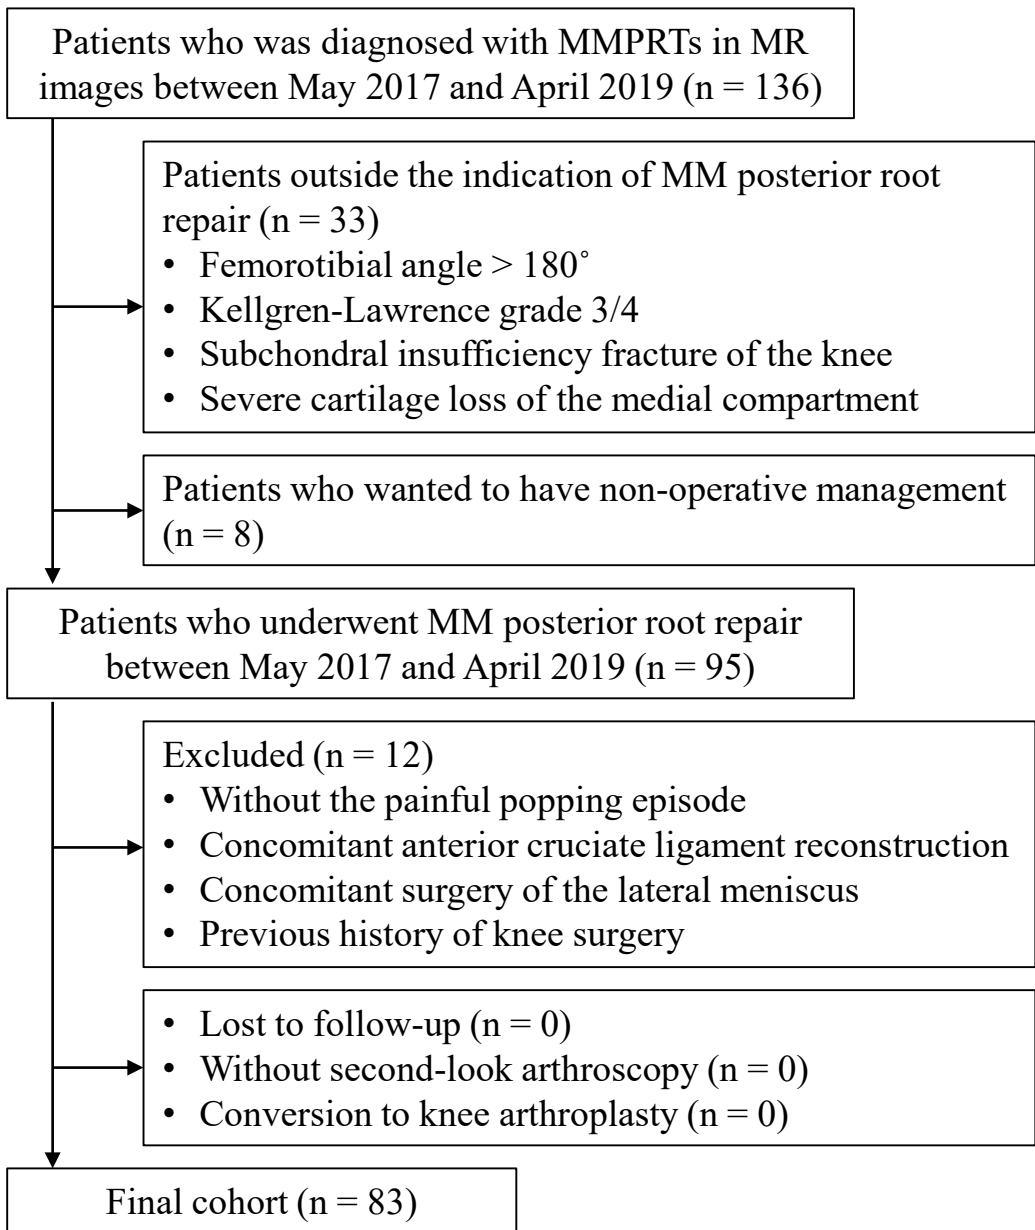 Patients who was diagnosed with MMPRTs in MR
images between May 2017 and April 2019 (n = 136)
Patients outside the indication of MM posterior root
repair (n = 33)
• Femorotibial angle > 180˚
• Kellgren-Lawrence grade 3/4
• Subchondral insufficiency fracture of the knee
• Severe cartilage loss of the medial compartment
Patients who wanted to have non-operative management
(n = 8)
Patients who underwent MM posterior root repair
between May 2017 and April 2019 (n = 95)
Excluded (n = 12)
• Without the painful popping episode
• Concomitant anterior cruciate ligament reconstruction
• Concomitant surgery of the lateral meniscus
• Previous history of knee surgery
• Lost to follow-up (n = 0)
• Without second-look arthroscopy (n = 0)
• Conversion to knee arthroplasty (n = 0)
Final cohort (n = 83)